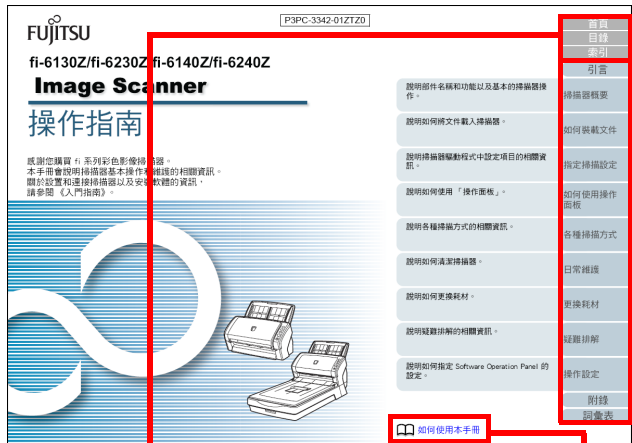 P3PC-3342-01ZTZ0
FUJITSU
fi-6130Z/fi-6230Z/fi-6140Z/fi-6240Z
Image Scanner
操作指南
感謝您購買 fi 系列彩色影像掃描器。
本手冊會說明掃描器基本操作和維護的相關資訊。
關於設置和連接掃描器以及安裝軟體的資訊，
請參閱《入門指南》。
首頁
目錄
索引
引言
說明部件名稱和功能以及基本的掃描器操
作。
掃描器概要
說明如何將文件載入掃描器。
如何裝載文件
說明掃描器驅動程式中設定項目的相關資
訊。
指定掃描設定
說明如何使用「操作面板」。
如何使用操作
面板
說明各種掃描方式的相關資訊。
各種掃描方式
說明如何清潔掃描器。
日常維護
說明如何更換耗材。
更換耗材
說明疑難排解的相關資訊。
疑難排解
說明如何指定 Software Operation Panel 的
設定。
操作設定
附錄
詞彙表
如何使用本手冊